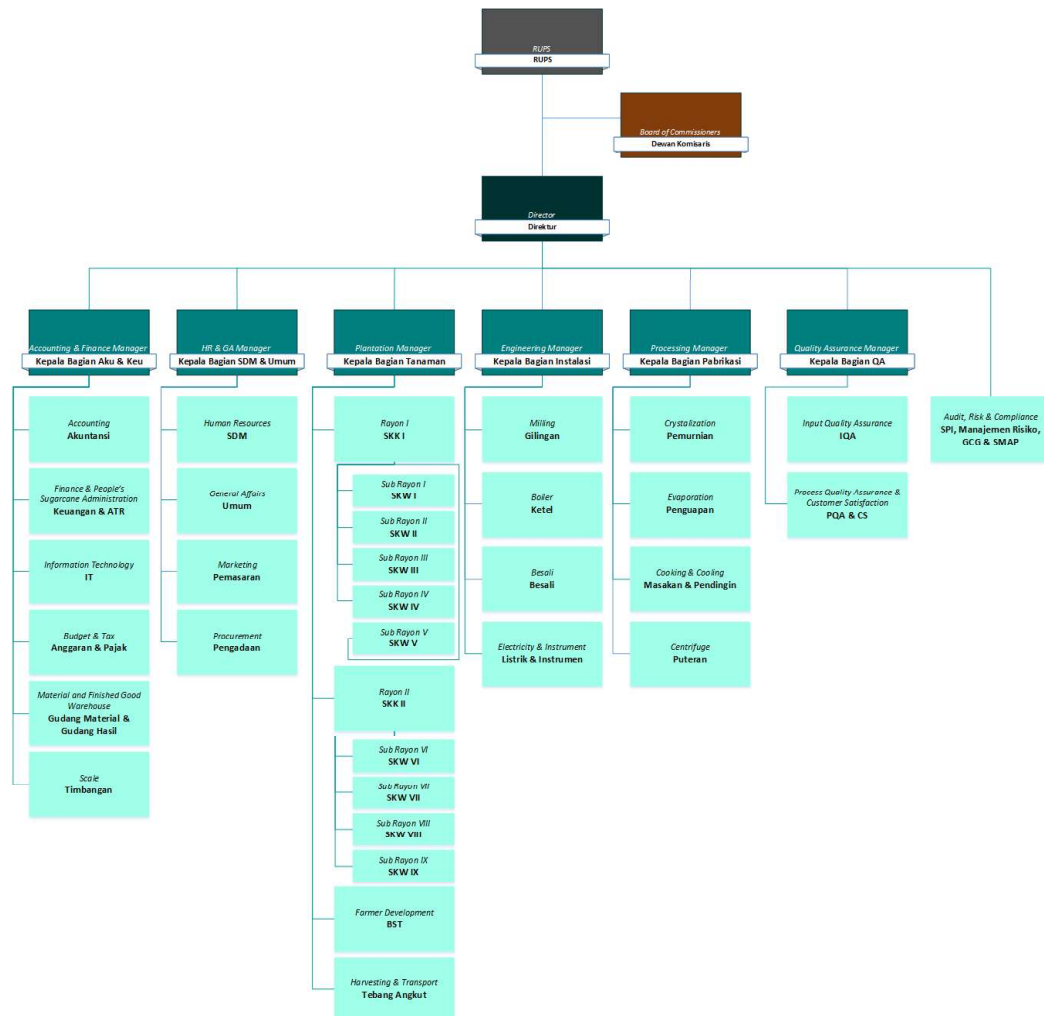 RUPS
RUPS
Board of Commissioners
Dewan Komisaris
Director
Direktur
Accounting & Finance Manager
Kepala Bagian Aku & Keu
HR & GA Manager
Kepala Bagian SDM & Umum
Plantation Manager
Kepala Bagian Tanaman
Engineering Manager
Kepala Bagian Instalasi
Processing Manager
Kepala Bagian Pabrikasi
Quality Assurance Manager
Kepala Bagian QA
Accounting
Akuntansi
Finance & People's
Sugarcane Administration
Keuangan & ATR
Information Technology
IT
Budget & Tax
Anggaran & Pajak
Material and Finished Good
Warehouse
Gudang Material &
Gudang Hasil
Scale
Timbangan
Human Resources
SDM
General Affairs
Umum
Marketing
Pemasaran
Procurement
Pengadaan
Rayon I
SKK I
Sub Rayon I
SKW I
Sub Rayon II
SKW II
Sub Rayon III
SKW III
Sub Rayon IV
SKW IV
Sub Rayon V
SKW V
Rayon II
SKK II
Sub Rayon VI
SKW VI
Sub Rayon VII
SKW VII
Sub Rayon VIII
SKW VIII
Sub Rayon IX
SKW IX
Farmer Development
BST
Harvesting & Transport
Tebang Angkut
Milling
Gilingan
Boiler
Ketel
Besali
Besali
Electricity & Instrument
Listrik & Instrumen
Crystalization
Pemurnian
Evaporation
Penguapan
Cooking & Cooling
Masakan & Pendingin
Centrifuge
Puteran
Input Quality Assurance
IQA
Process Quality Assurance &
Customer Satisfaction
PQA & CS
Audit, Risk & Compliance
SPI, Manajemen Risiko,
GCG & SMAP